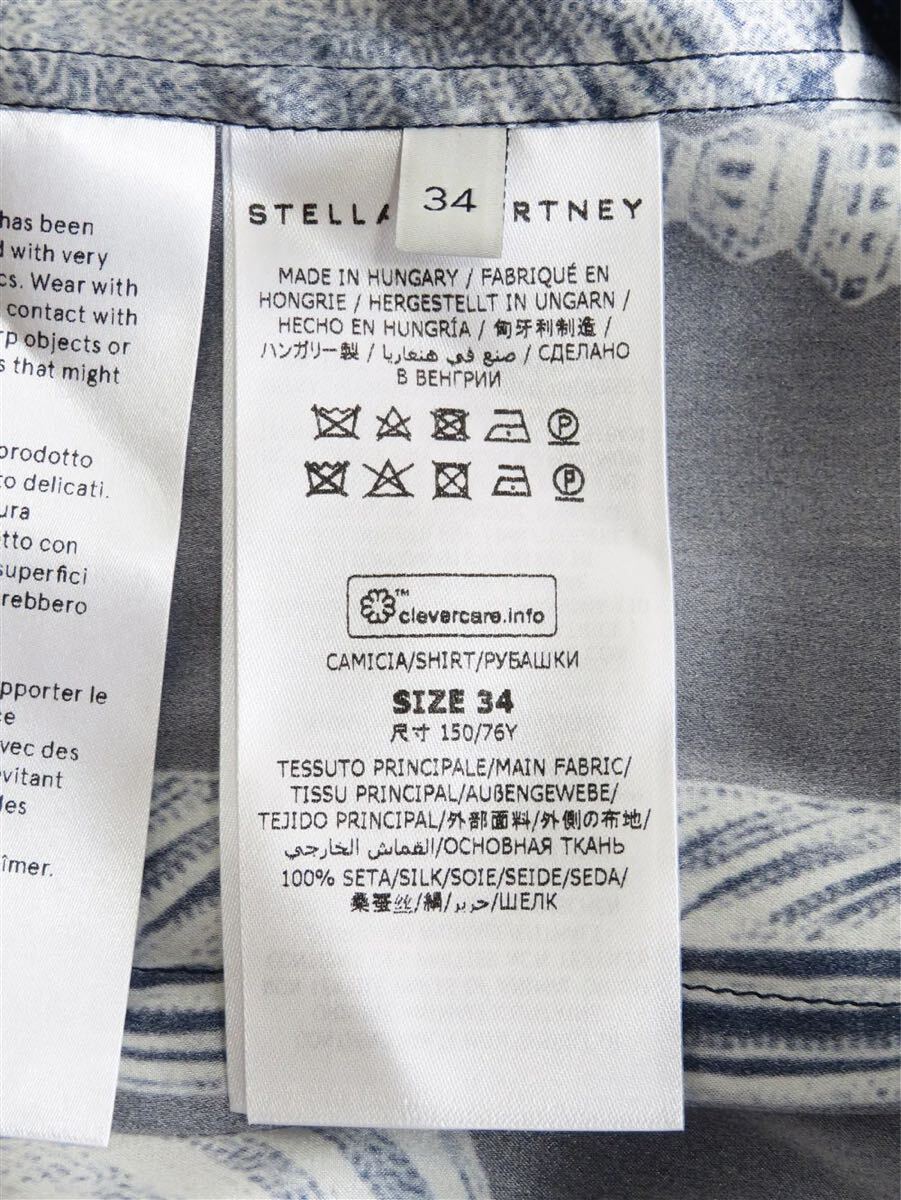 has been
with very
cs. Wear with
contact with
rp objects or
s that might
prodotto
to delicati.
ura
etto con
superfici
rebbero
pporter le
ce
vec des
vitant
des
îmer.
34
STELLA RTNEY
MADE IN HUNGARY / FABRIQUÉ EN
HONGRIE / HERGESTELLT IN UNGARN /
HECHO EN HUNGRÍA / 匈牙利制造 /
ハンガリー製 / صنع في هنغاريا / СДЕЛАНО
В ВЕНГРИИ
P
P
™
clevercare.info
CAMICIA/SHIRT/РУБАШКИ
SIZE 34
尺寸 150/76Y
TESSUTO PRINCIPALE/MAIN FABRIC/
TISSU PRINCIPAL/AUßENGEWEBE/
TEJIDO PRINCIPAL/外部面料/外側の布地/
القماش الخارجي/ОСНОВНАЯ ТКАНЬ
100% SETA/SILK/SOIE/SEIDE/SEDA/
桑蚕丝/絹/حرير/ШЕЛК